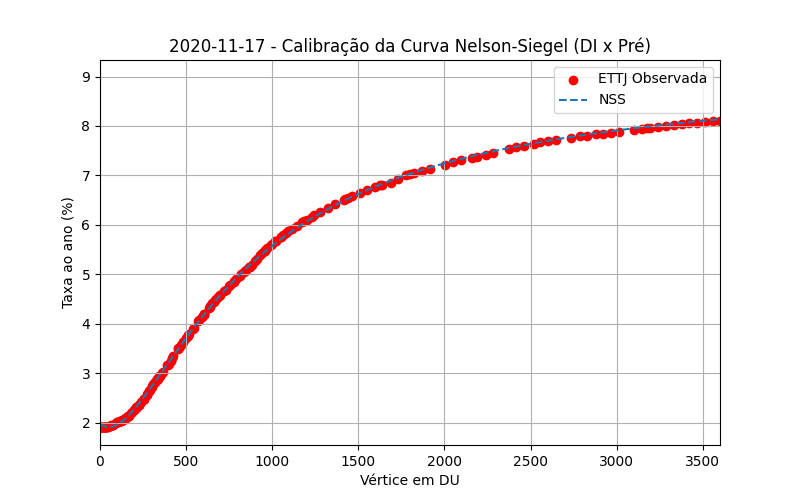 2020-11-17 - Calibração da Curva Nelson-Siegel (DI x Pré)
ETTJ Observada
NSS
Taxa ao ano (%)
9
8
7
6
5
4
3
2
0 500 1000 1500 2000 2500 3000 3500
Vértice em DU